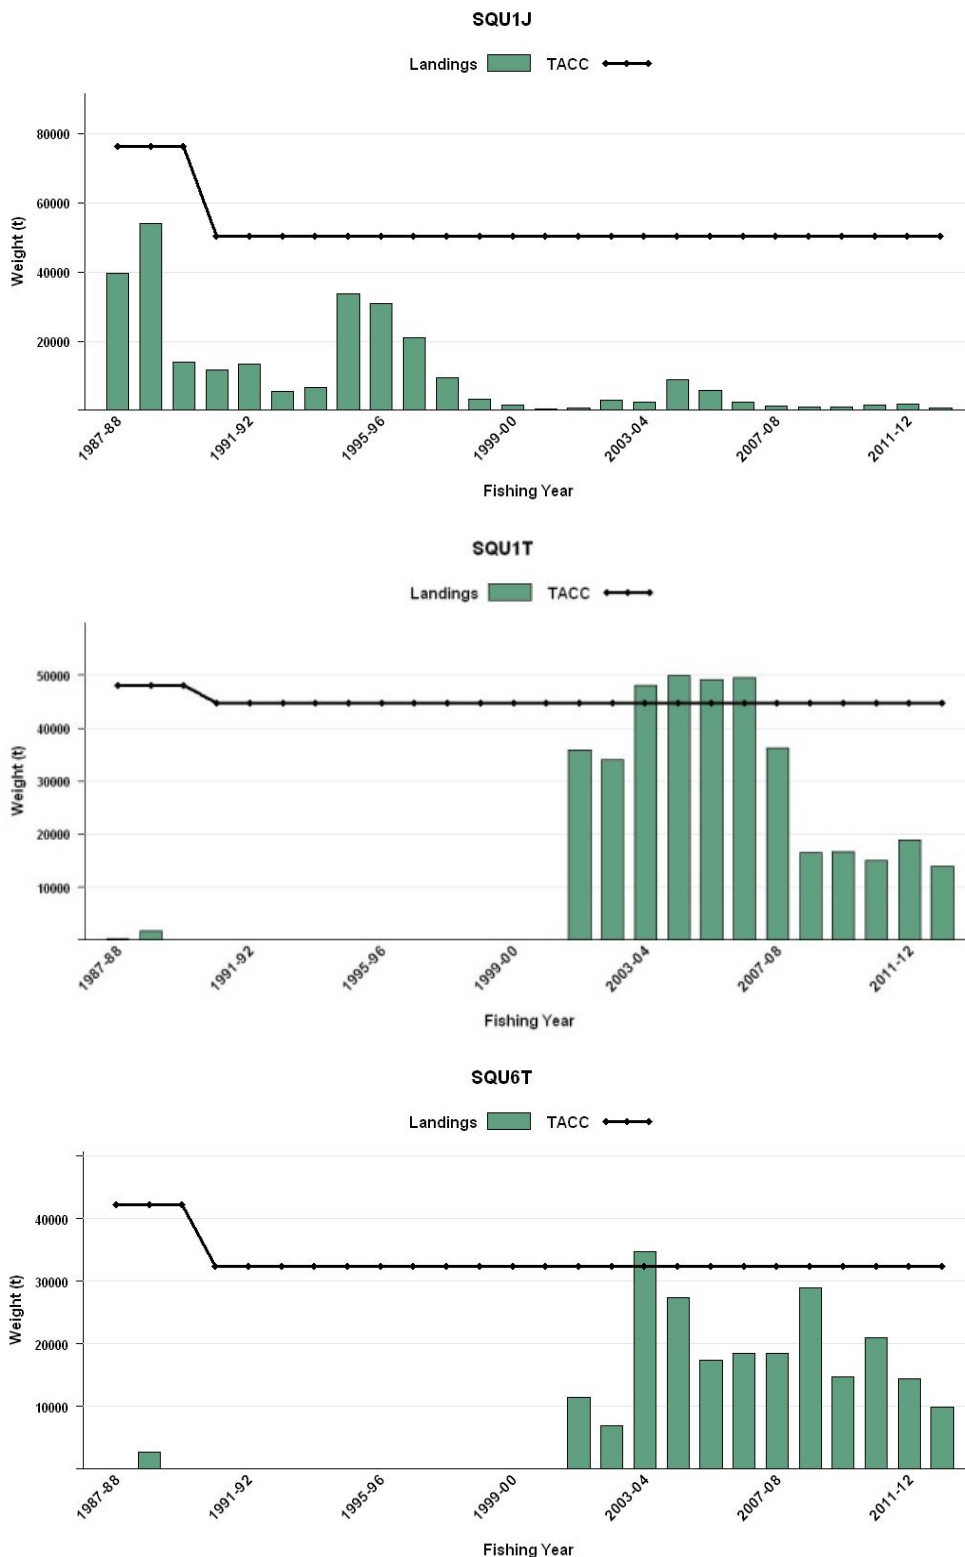 SQU1J
Landings TACC
80000
60000
40000
20000
Weight (t)
1987-88 1991-92 1995-96 1999-00 2003-04 2007-08 2011-12
Fishing Year
SQU1T
Landings TACC
50000
40000
30000
20000
10000
Weight (t)
1987-88 1991-92 1995-96 1999-00 2003-04 2007-08 2011-12
Fishing Year
SQU6T
Landings TACC
40000
30000
20000
10000
Weight (t)
1987-88 1991-92 1995-96 1999-00 2003-04 2007-08 2011-12
Fishing Year